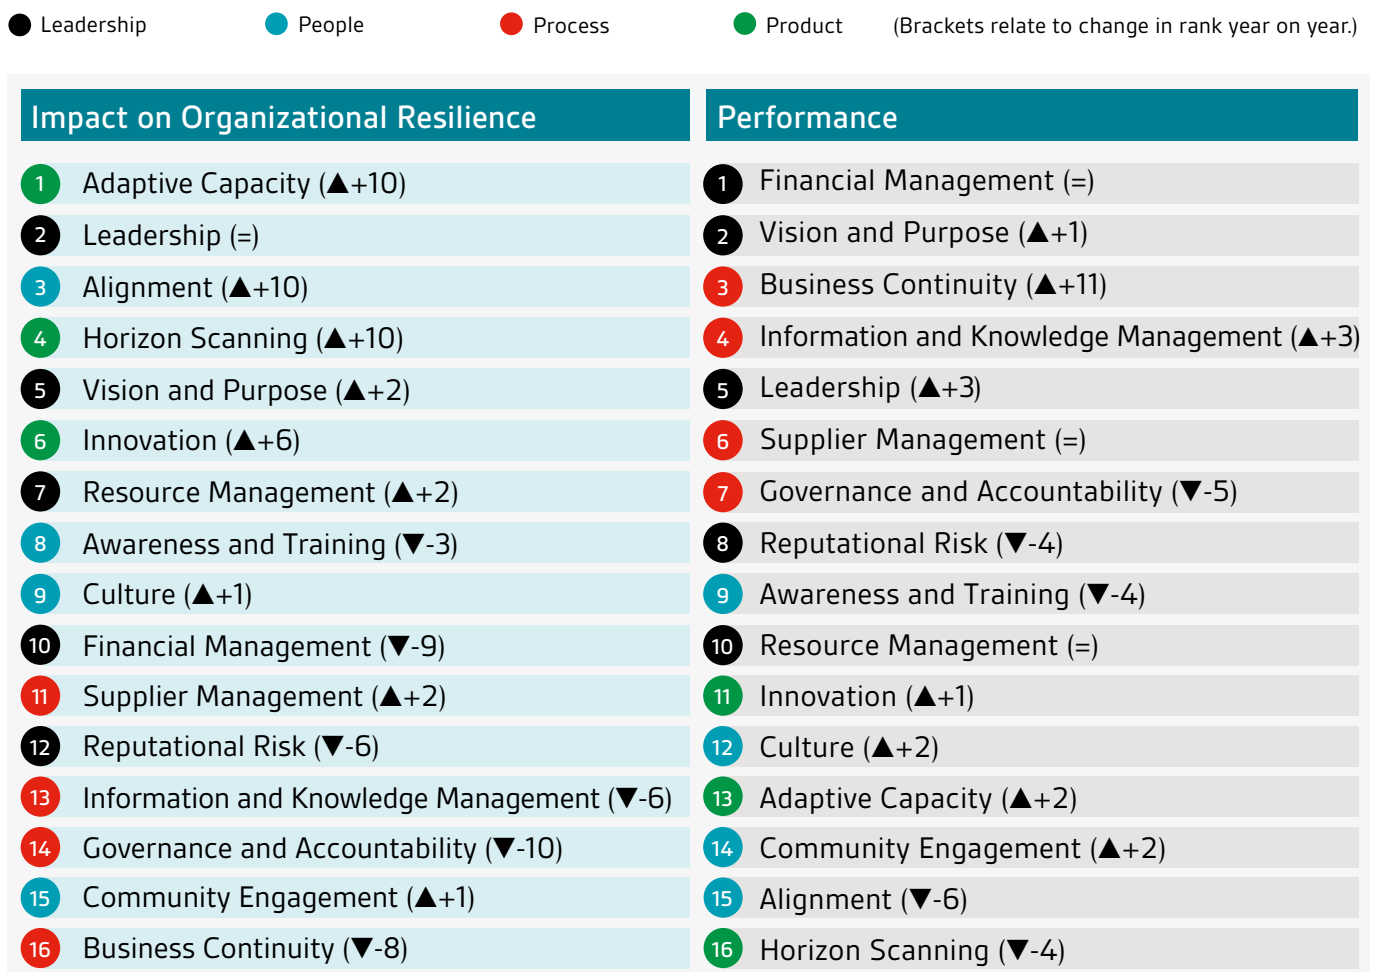 Leadership People Process Product (Brackets relate to change in rank year on year.)
Impact on Organizational Resilience
1 Adaptive Capacity (▲+10)
2 Leadership (=)
3 Alignment (▲+10)
4 Horizon Scanning (▲+10)
5 Vision and Purpose (▲+2)
6 Innovation (▲+6)
7 Resource Management (▲+2)
8 Awareness and Training (▼-3)
9 Culture (▲+1)
10 Financial Management (▼-9)
11 Supplier Management (▲+2)
12 Reputational Risk (▼-6)
13 Information and Knowledge Management (▼-6)
14 Governance and Accountability (▼-10)
15 Community Engagement (▲+1)
16 Business Continuity (▼-8)
Performance
1 Financial Management (=)
2 Vision and Purpose (▲+1)
3 Business Continuity (▲+11)
4 Information and Knowledge Management (▲+3)
5 Leadership (▲+3)
6 Supplier Management (=)
7 Governance and Accountability (▼-5)
8 Reputational Risk (▼-4)
9 Awareness and Training (▼-4)
10 Resource Management (=)
11 Innovation (▲+1)
12 Culture (▲+2)
13 Adaptive Capacity (▲+2)
14 Community Engagement (▲+2)
15 Alignment (▼-6)
16 Horizon Scanning (▼-4)